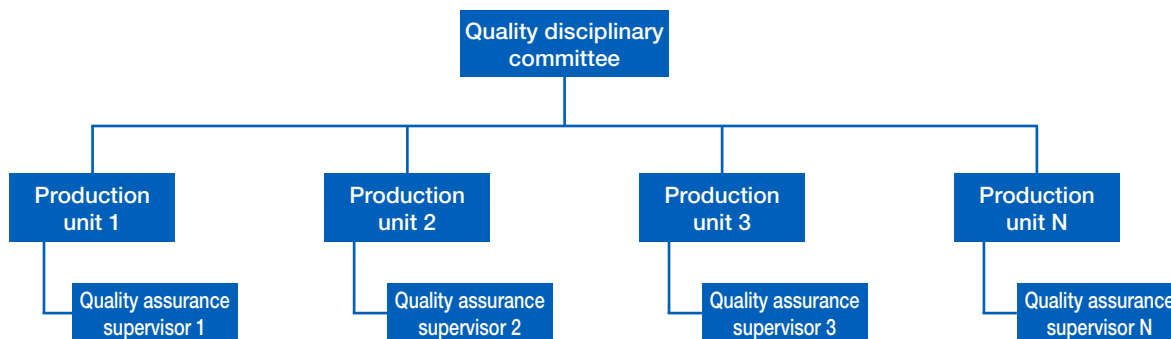 Quality disciplinary
committee
Production
unit 1
Production
unit 2
Production
unit 3
Production
unit N
Quality assurance
supervisor 1
Quality assurance
supervisor 2
Quality assurance
supervisor 3
Quality assurance
supervisor N